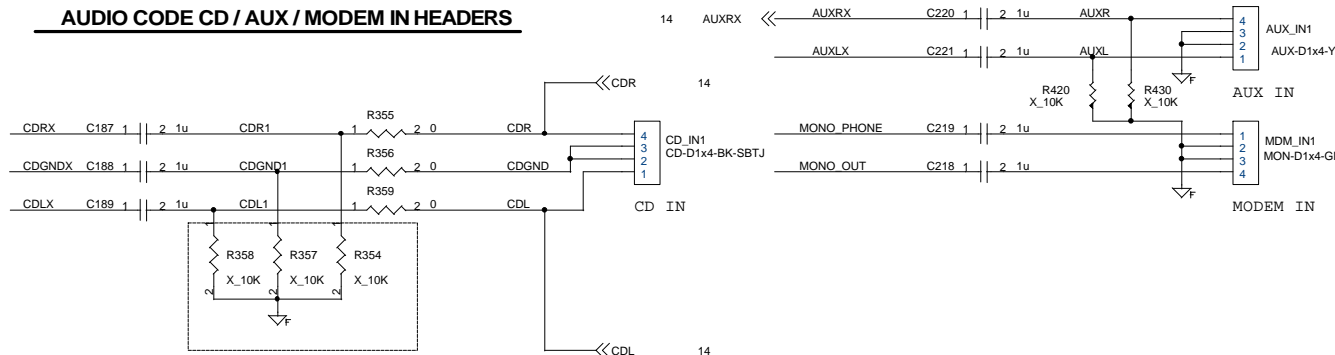 AUDIO CODE CD / AUX / MODEM IN HEADERS
14 AUXRX AUXRX C220 1 2 1u AUXR
4
3
2
1
AUX_IN1
AUX-D1x4-Y
AUXLX C221 1 2 1u AUXL
F
AUX IN
R420
X_10K
R430
X_10K
CDR 14
R355
CDRX C187 1 2 1u CDR1 1 2 0 CDR
R356
CDGNDX C188 1 2 1u CDGND1 1 2 0 CDGND
R359
CDLX C189 1 2 1u CDL1 1 2 0 CDL
4
3
2
1
CD_IN1
CD-D1x4-BK-SBTJ
CD IN
MONO_PHONE C219 1 2 1u
MONO_OUT C218 1 2 1u
1
2
3
4
MDM_IN1
F
MODEM IN
1 1 1
R358 R357 R354
X_10K X_10K X_10K
2 2 2
F
CDL 14